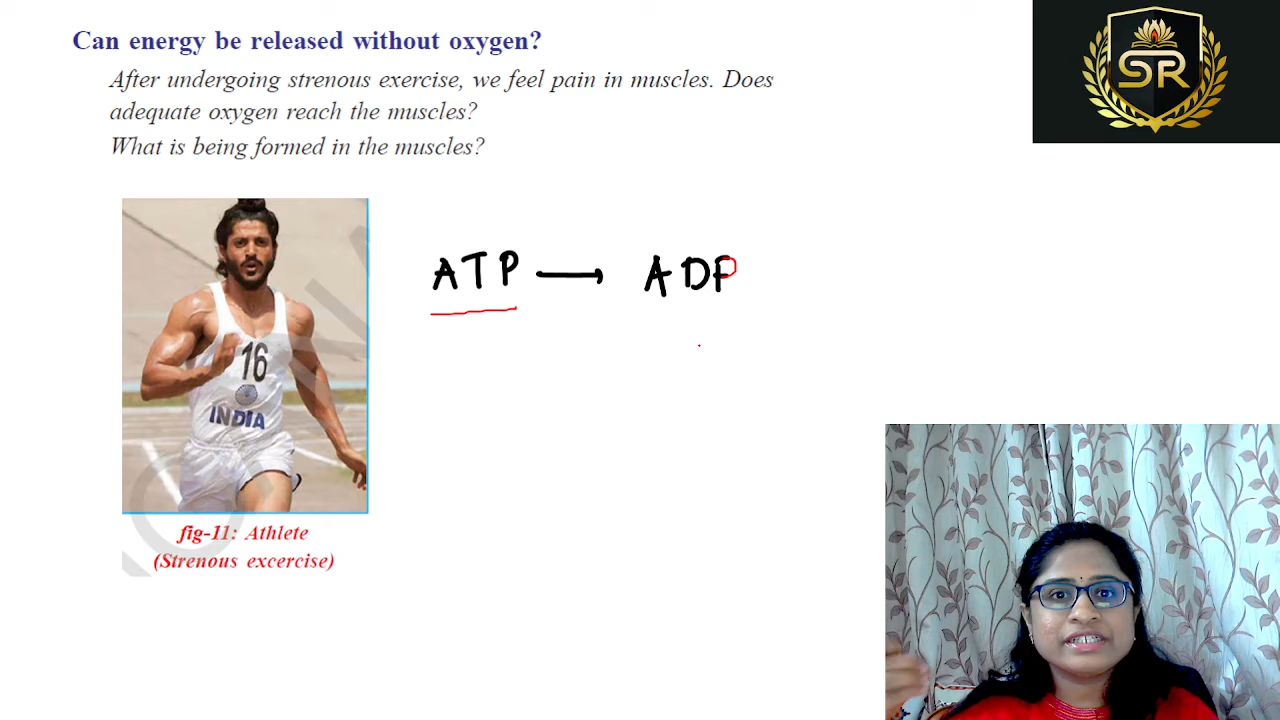 Can energy be released without oxygen?
After undergoing strenous exercise, we feel pain in muscles. Does
adequate oxygen reach the muscles?
What is being formed in the muscles?
SR
ATP → ADP
16
INDIA
fig-11: Athlete
(Strenous excercise)